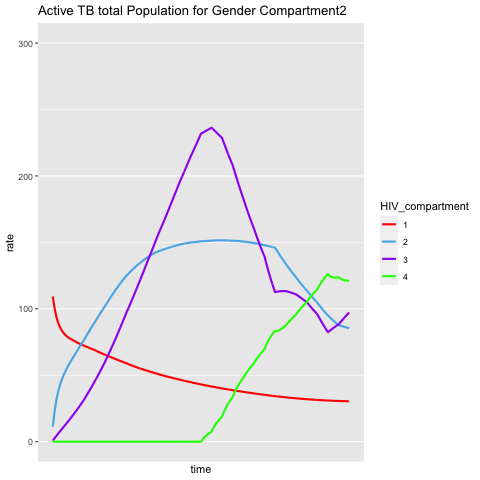 Active TB total Population for Gender Compartment2
300
200
100
0
rate
time
HIV_compartment
1
2
3
4